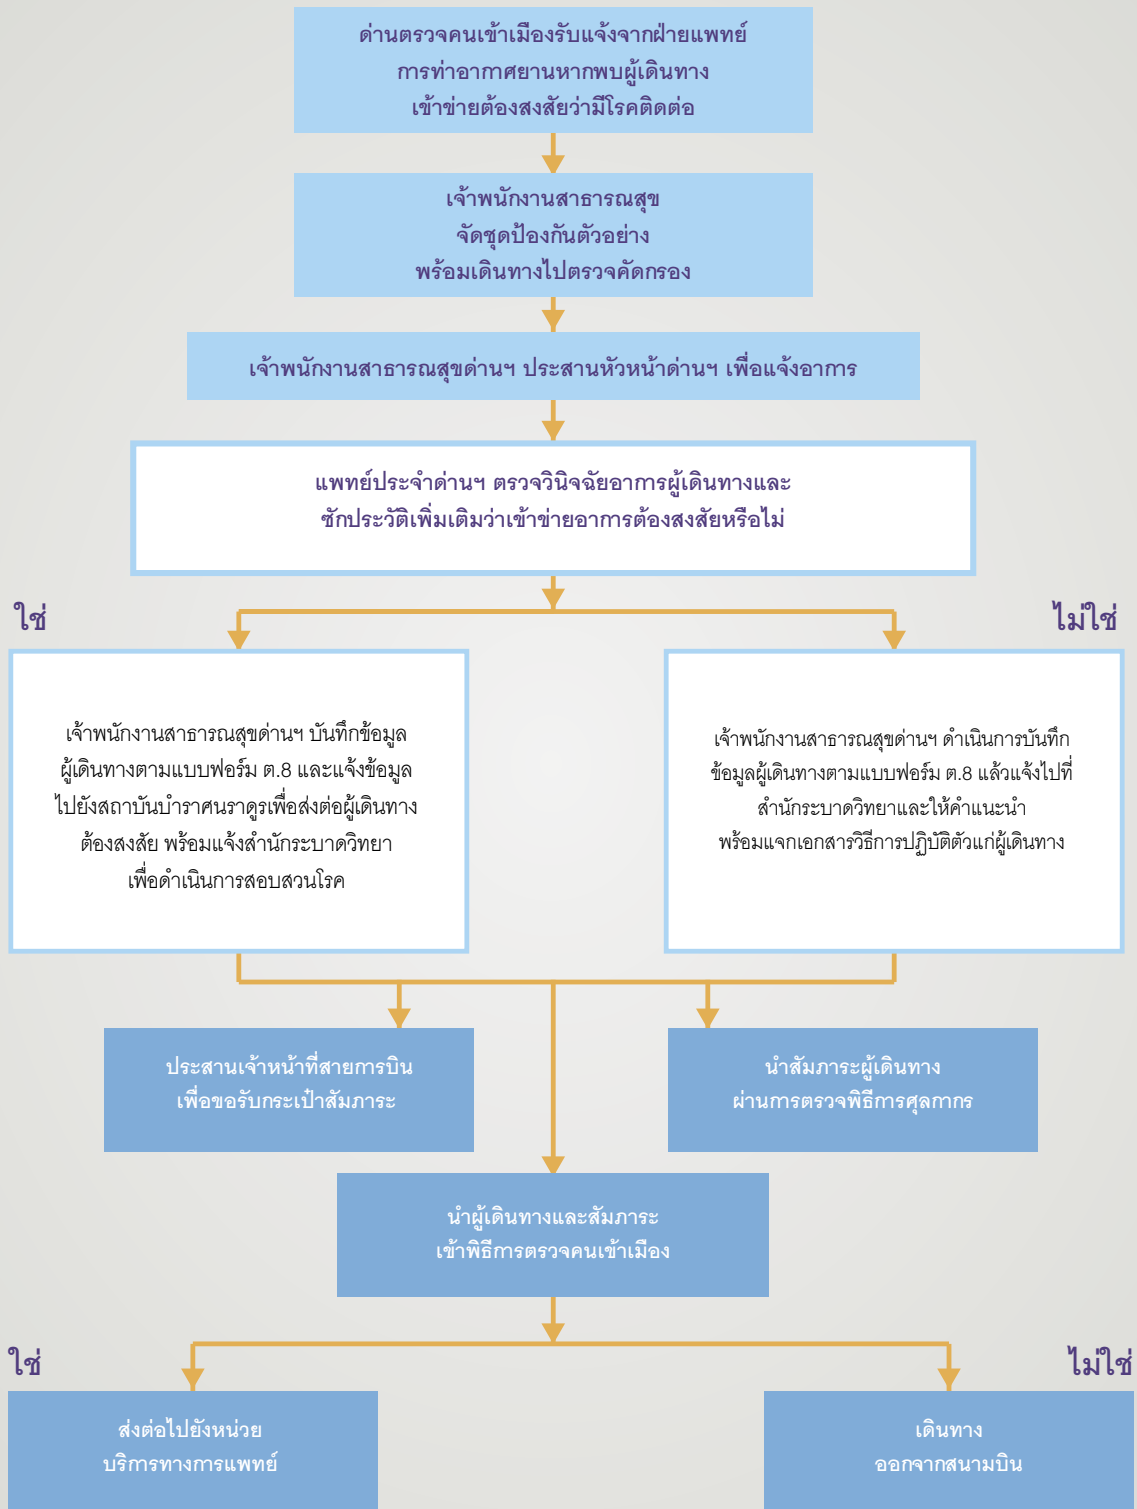 ด่านตรวจคนเข้าเมืองรับแจ้งจากฝ่ายแพทย์
การท่าอากาศยานหากพบผู้เดินทาง
เข้าข่ายต้องสงสัยว่ามีโรคติดต่อ
เจ้าพนักงานสาธารณสุข
จัดชุดป้องกันตัวอย่าง
พร้อมเดินทางไปตรวจคัดกรอง
เจ้าพนักงานสาธารณสุขด่านฯ ประสานหัวหน้าด่านฯ เพื่อแจ้งอาการ
แพทย์ประจำด่านฯ ตรวจวินิจฉัยอาการผู้เดินทางและ
ซักประวัติเพิ่มเติมว่าเข้าข่ายอาการต้องสงสัยหรือไม่
ใช่
ไม่ใช่
เจ้าพนักงานสาธารณสุขด่านฯ บันทึกข้อมูล
ผู้เดินทางตามแบบฟอร์ม ต.8 และแจ้งข้อมูล
ไปยังสถาบันบำราศนราดูรเพื่อส่งต่อผู้เดินทาง
ต้องสงสัย พร้อมแจ้งสำนักระบาดวิทยา
เพื่อดำเนินการสอบสวนโรค
เจ้าพนักงานสาธารณสุขด่านฯ ดำเนินการบันทึก
ข้อมูลผู้เดินทางตามแบบฟอร์ม ต.8 แล้วแจ้งไปที่
สำนักระบาดวิทยาและให้คำแนะนำ
พร้อมแจกเอกสารวิธีการปฏิบัติตัวแก่ผู้เดินทาง
ประสานเจ้าหน้าที่สายการบิน
เพื่อขอรับกระเป๋าสัมภาระ
นำสัมภาระผู้เดินทาง
ผ่านการตรวจพิธีการศุลกากร
นำผู้เดินทางและสัมภาระ
เข้าพิธีการตรวจคนเข้าเมือง
ใช่
ไม่ใช่
ส่งต่อไปยังหน่วย
บริการทางการแพทย์
เดินทาง
ออกจากสนามบิน